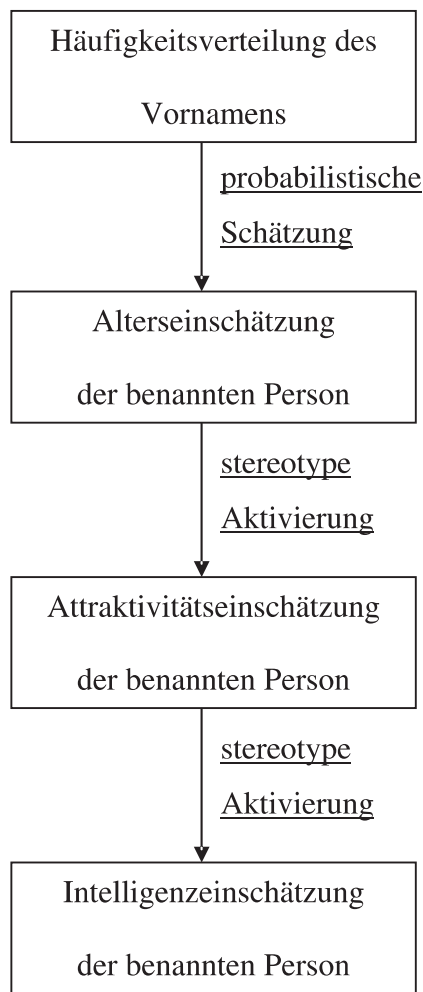 Häufigkeitsverteilung des
Vornamens
probabilistische
Schätzung
Alterseinschätzung
der benannten Person
stereotype
Aktivierung
Attraktivitätseinschätzung
der benannten Person
stereotype
Aktivierung
Intelligenzeinschätzung
der benannten Person